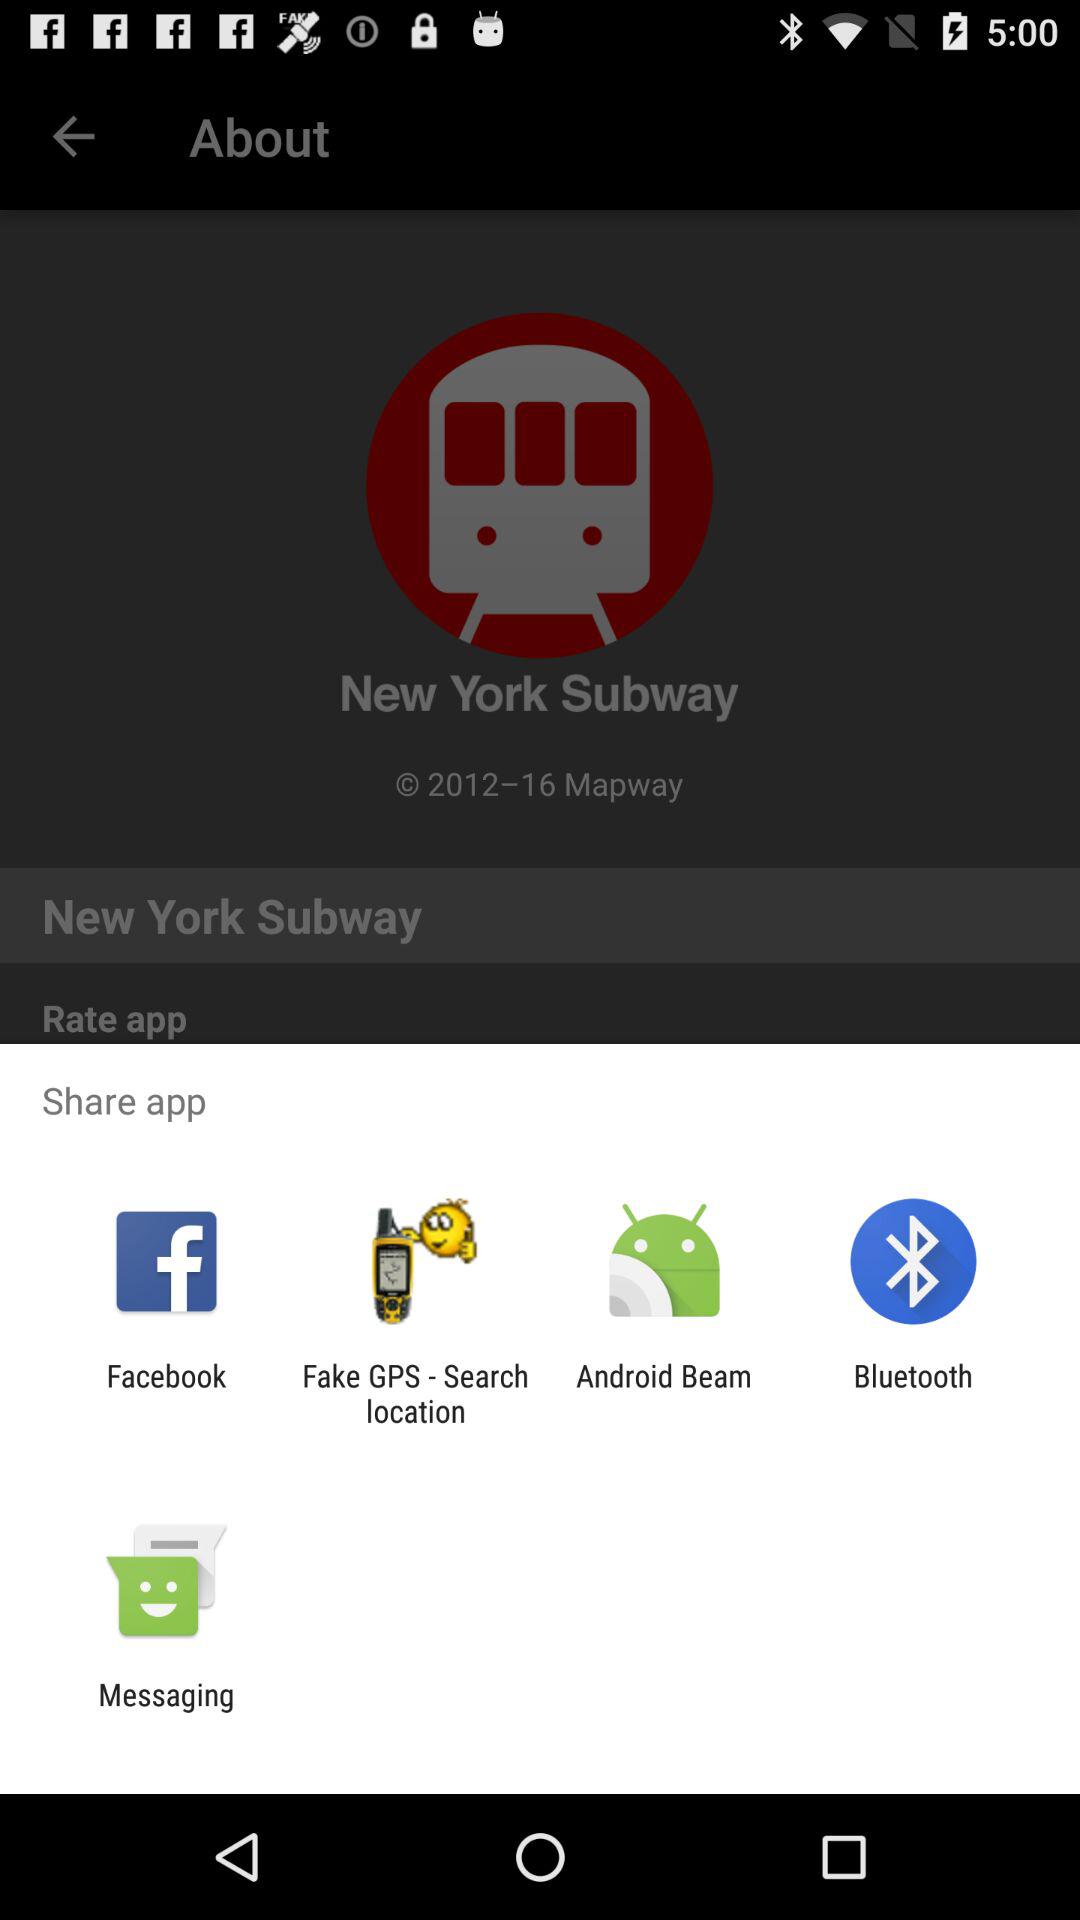 FAKE
5:00
About
New York Subway
© 2012–16 Mapway
New York Subway
Rate app
Share app
Facebook
Fake GPS - Search
location
Android Beam
Bluetooth
Messaging